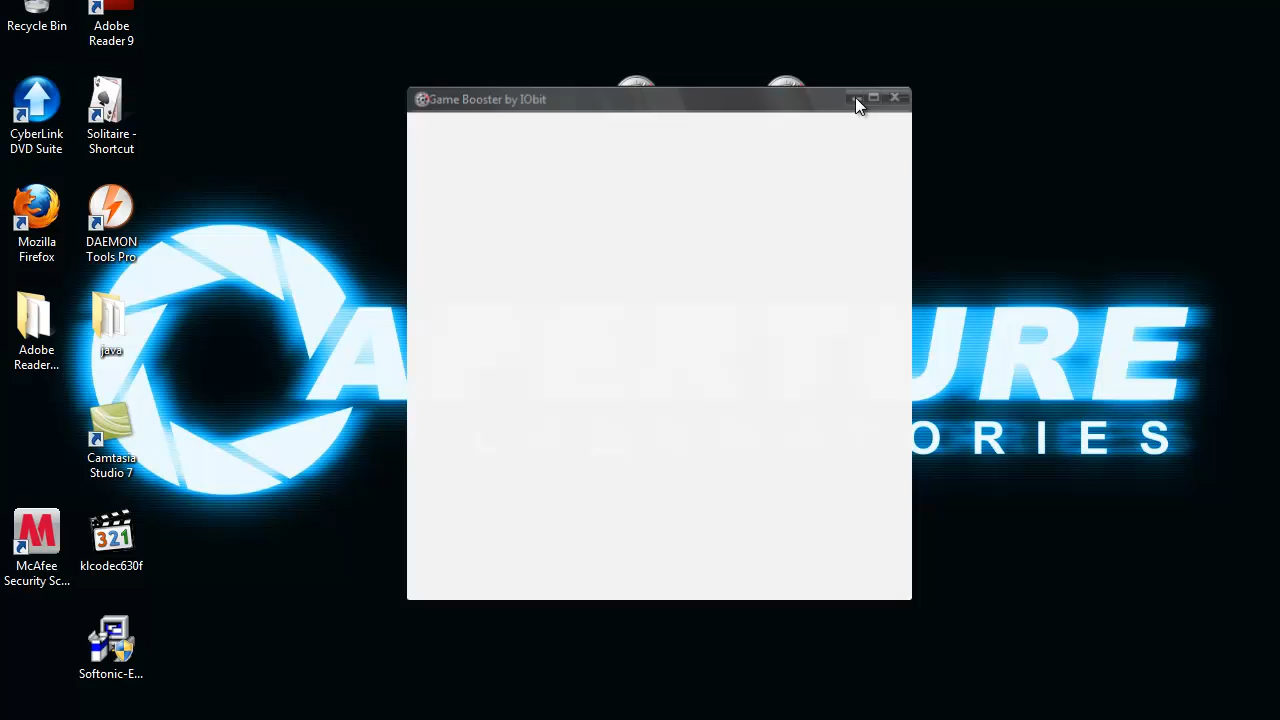 Recycle Bin
Adobe
Reader 9
CyberLink
DVD Suite
Solitaire -
Shortcut
Mozilla
Firefox
DAEMON
Tools Pro
Adobe
Reader...
java
Camtasia
Studio 7
McAfee
Security Sc...
321
klcodec630f
Softonic-E...
Game Booster by IObit
A URE
ORIES